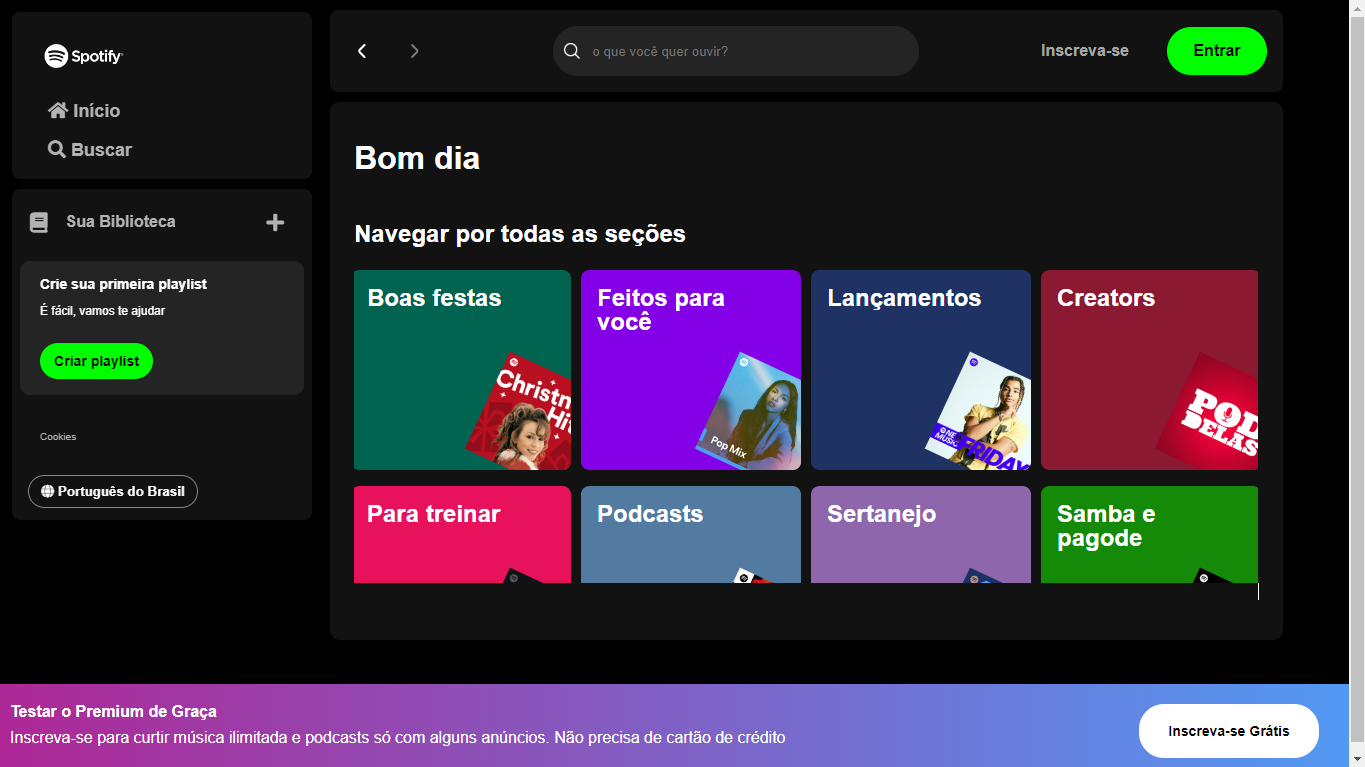 Spotify
Início
Buscar
Sua Biblioteca
Crie sua primeira playlist
É fácil, vamos te ajudar
Criar playlist
Cookies
Português do Brasil
o que você quer ouvir?
Inscreva-se
Entrar
Bom dia
Navegar por todas as seções
Boas festas
Christm
Hit
Feitos para
você
Pop Mix
Lançamentos
NE
MUSIC
FRIDAY
Creators
POD
DELAS
Para treinar
Podcasts
Sertanejo
Samba e
pagode
Testar o Premium de Graça
Inscreva-se para curtir música ilimitada e podcasts só com alguns anúncios. Não precisa de cartão de crédito
Inscreva-se Grátis